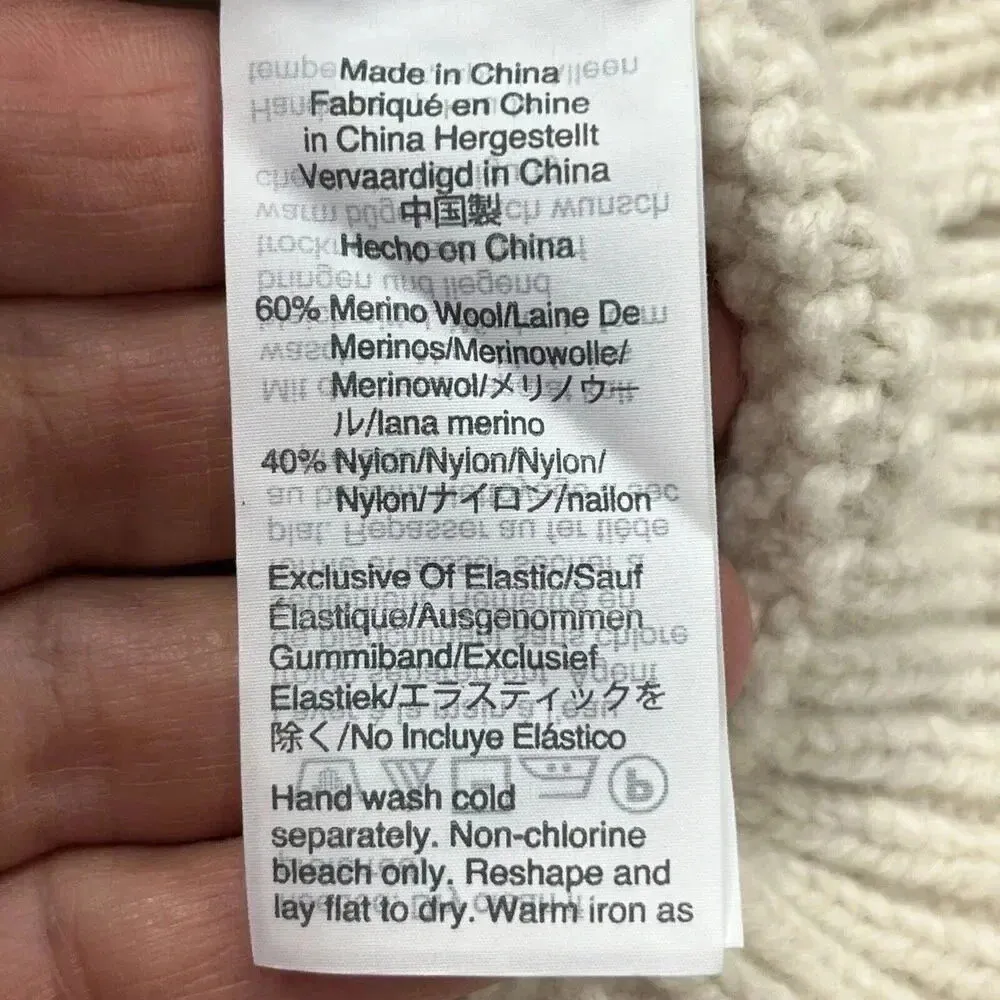 Made in China
Fabriqué en Chine
in China Hergestellt
Vervaardigd in China
中国製
Hecho en China
60% Merino Wool/Laine De
Merinos/Merinowolle/
Merinowol/メリノウー
ル/lana merino
40% Nylon/Nylon/Nylon/
Nylon/ナイロン/nailon
Exclusive Of Elastic/Sauf
Élastique/Ausgenommen
Gummiband/Exclusief
Elastiek/エラスティックを
除く/No Incluye Elástico
Hand wash cold
separately. Non-chlorine
bleach only. Reshape and
lay flat to dry. Warm iron as